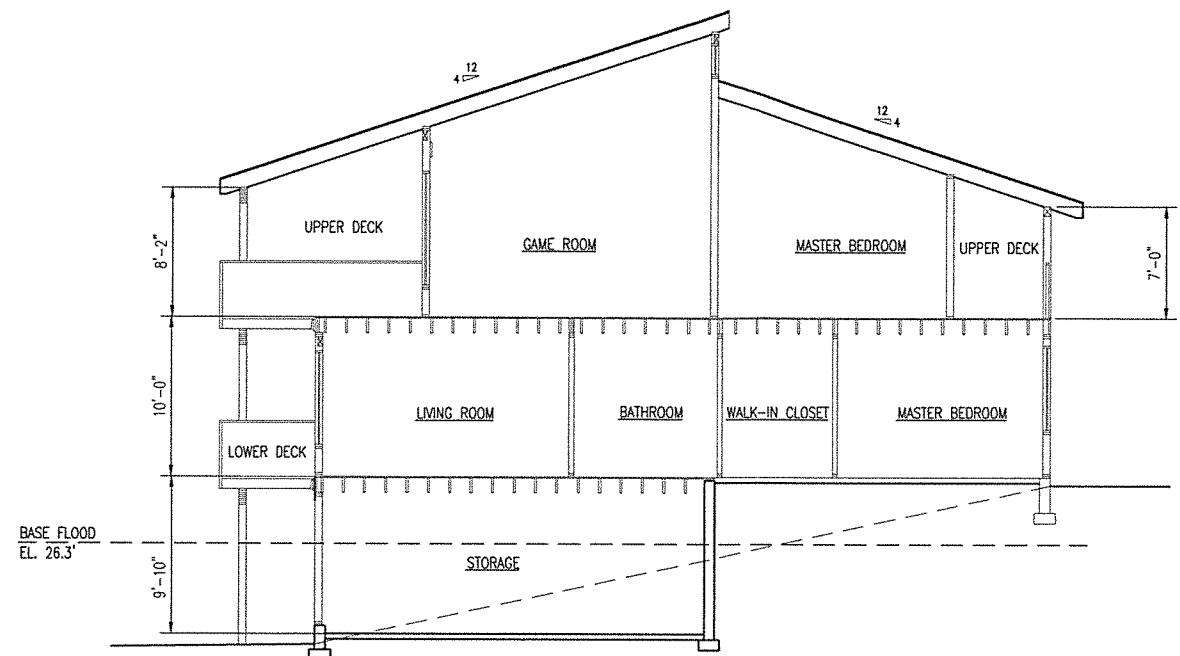 12
4
12
4
8'-2"
UPPER DECK
GAME ROOM
MASTER BEDROOM
UPPER DECK
7'-0"
10'-0"
LIVING ROOM
BATHROOM
WALK-IN CLOSET
MASTER BEDROOM
LOWER DECK
BASE FLOOD
EL. 26.3'
9'-10"
STORAGE